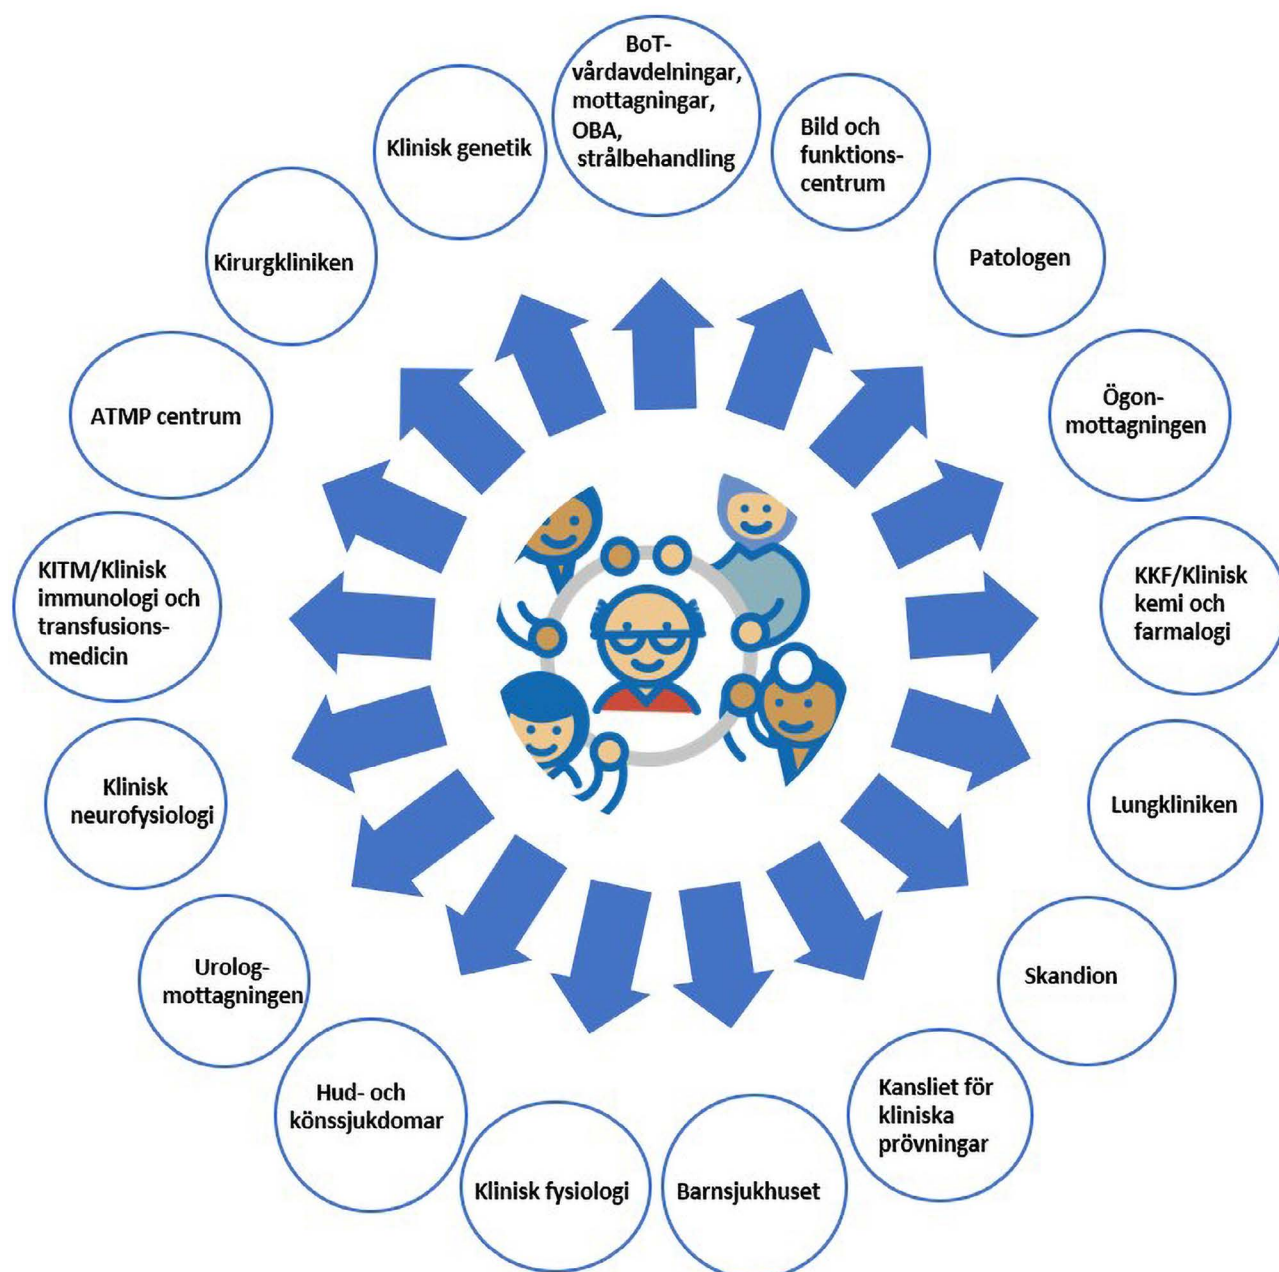 BoT-
vårdavdelningar,
mottagningar,
OBA,
strålbehandling
Bild och
funktions-
centrum
Patologen
Ögon-
mottagningen
KKF/Klinisk
kemi och
farmalogi
Lungkliniken
Skandion
Kansliet för
kliniska
prövningar
Barnsjukhuset
Klinisk fysiologi
Hud- och
könssjukdomar
Urolog-
mottagningen
Klinisk
neurofysiologi
KITM/Klinisk
immunologi och
transfusions-
medicin
ATMP centrum
Kirurgkliniken
Klinisk genetik